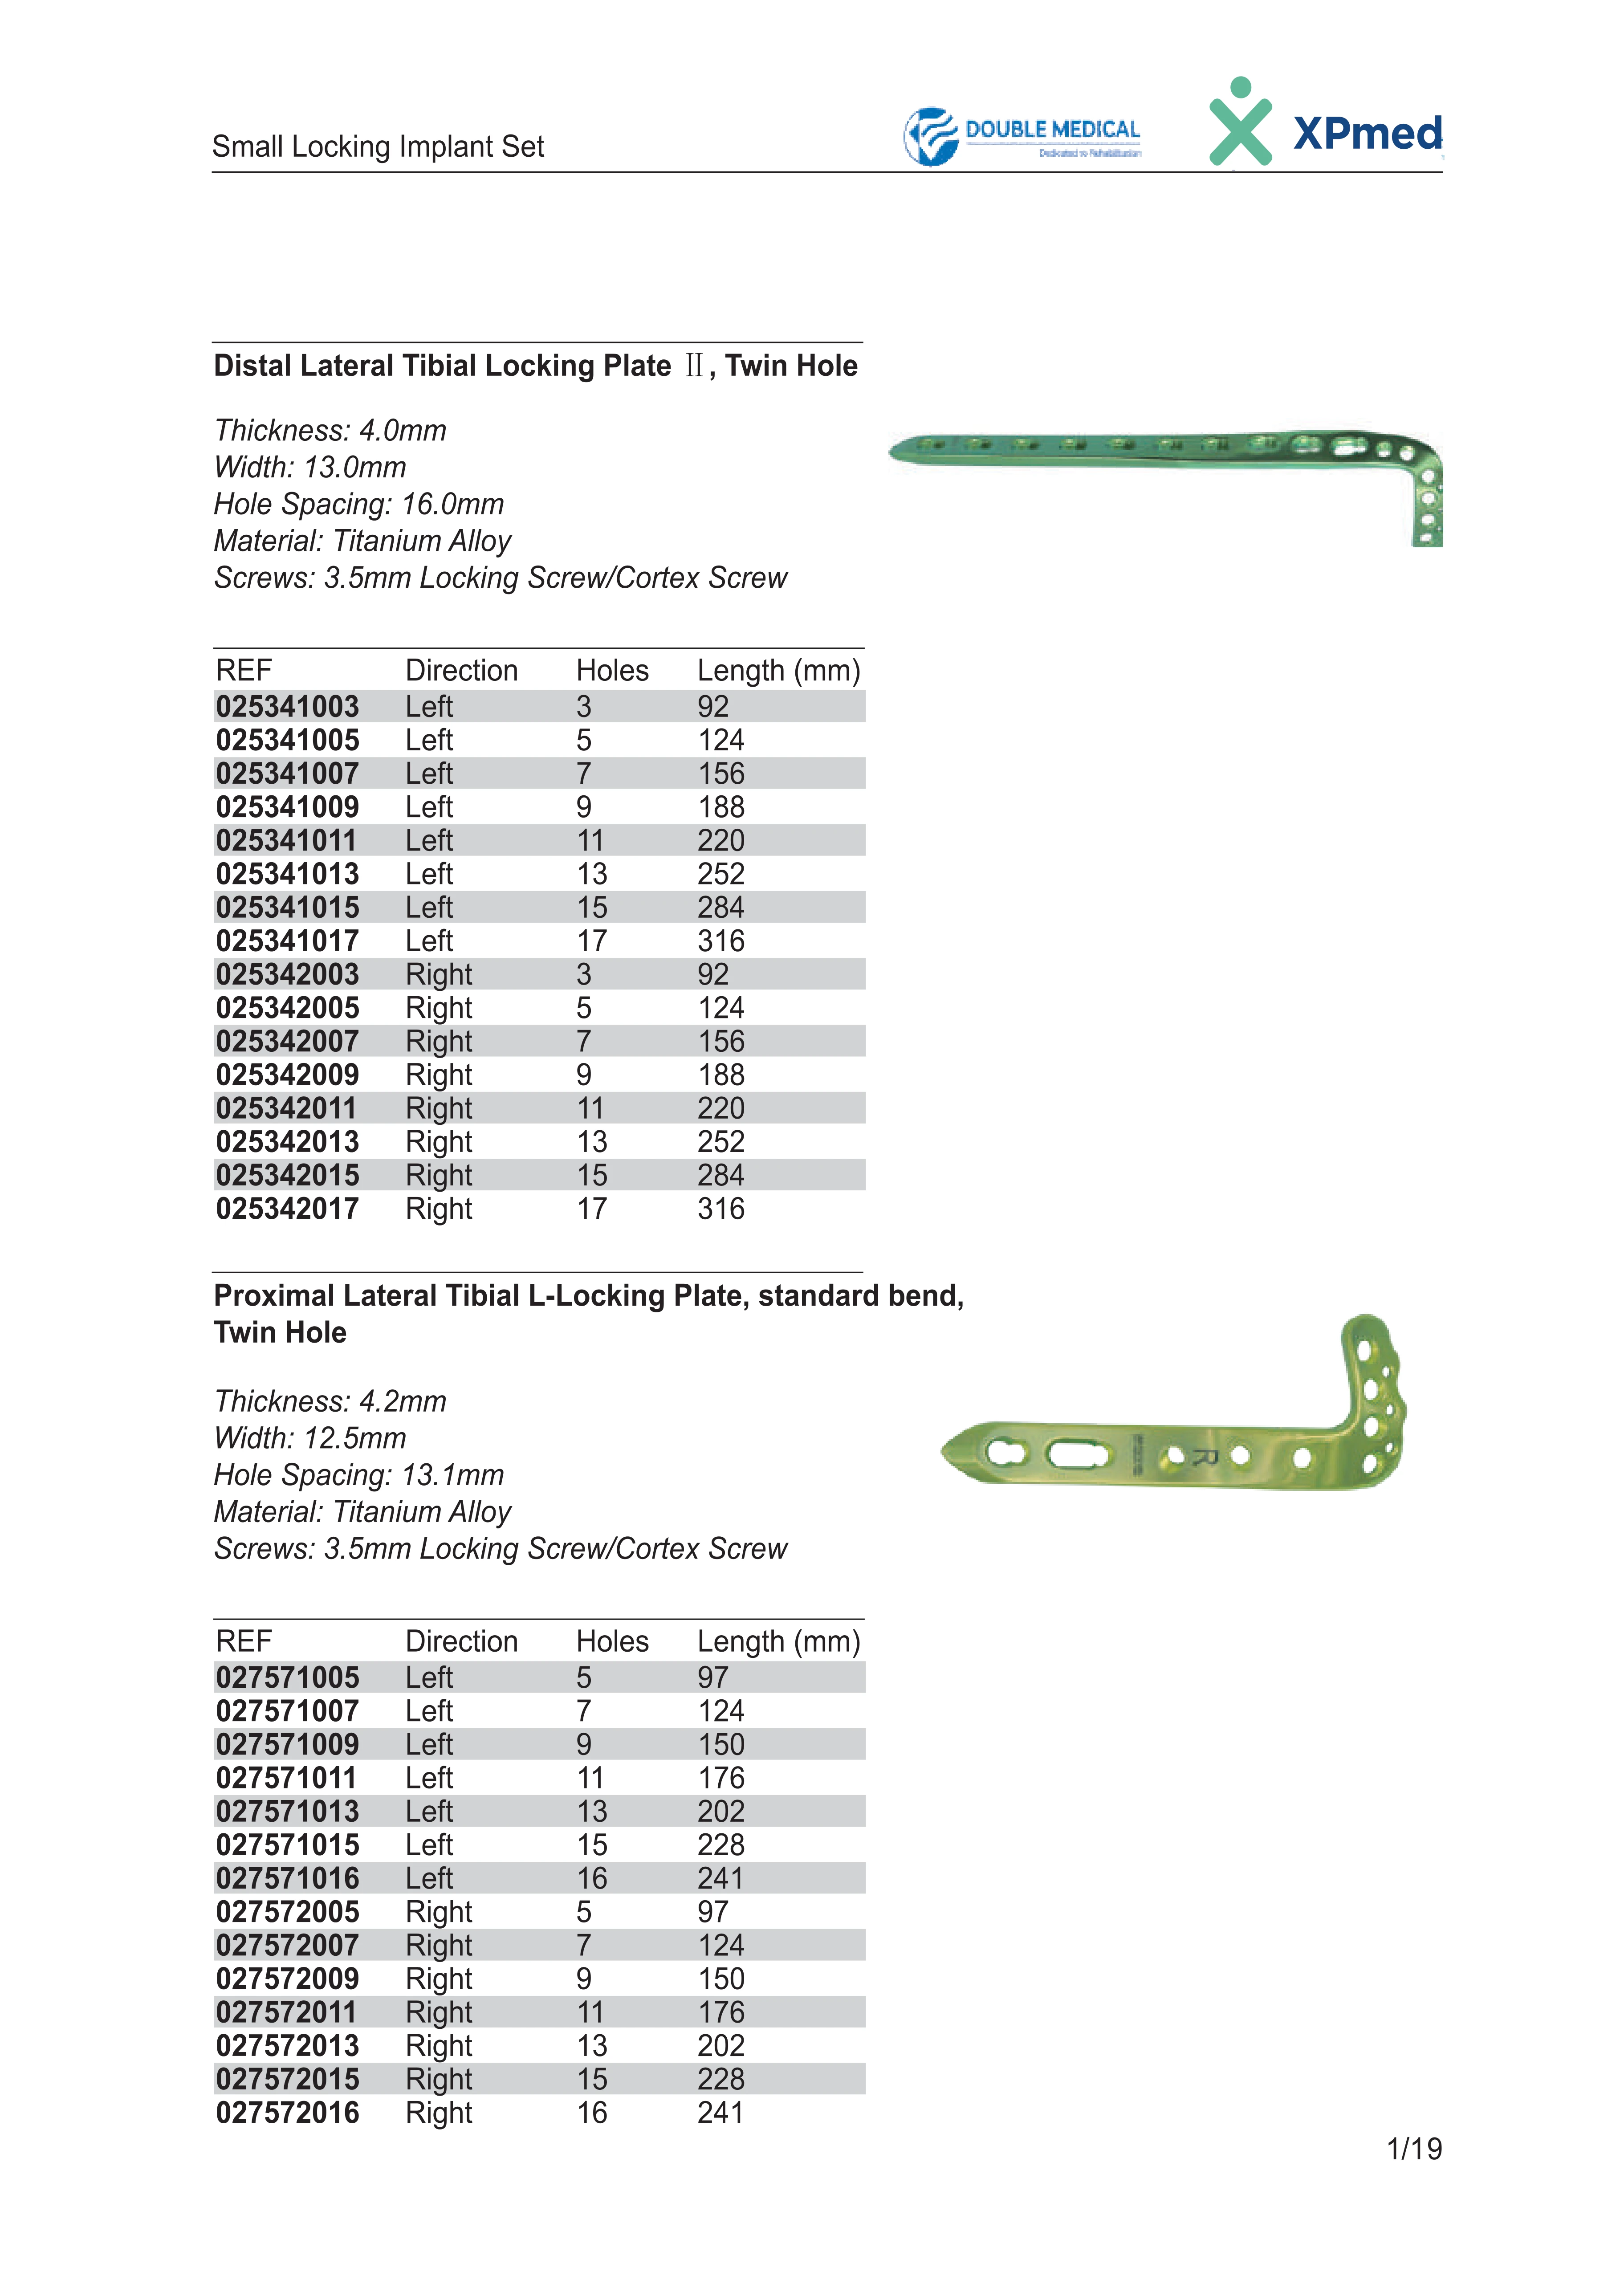 Small Locking Implant Set
DOUBLE MEDICAL
Dedicated to Rehabilitation
XPmed
Distal Lateral Tibial Locking Plate Ⅱ, Twin Hole
Thickness: 4.0mm
Width: 13.0mm
Hole Spacing: 16.0mm
Material: Titanium Alloy
Screws: 3.5mm Locking Screw/Cortex Screw
REF Direction Holes Length (mm)
025341003 Left 3 92
025341005 Left 5 124
025341007 Left 7 156
025341009 Left 9 188
025341011 Left 11 220
025341013 Left 13 252
025341015 Left 15 284
025341017 Left 17 316
025342003 Right 3 92
025342005 Right 5 124
025342007 Right 7 156
025342009 Right 9 188
025342011 Right 11 220
025342013 Right 13 252
025342015 Right 15 284
025342017 Right 17 316
Proximal Lateral Tibial L-Locking Plate, standard bend,
Twin Hole
Thickness: 4.2mm
Width: 12.5mm
Hole Spacing: 13.1mm
Material: Titanium Alloy
Screws: 3.5mm Locking Screw/Cortex Screw
R
REF Direction Holes Length (mm)
027571005 Left 5 97
027571007 Left 7 124
027571009 Left 9 150
027571011 Left 11 176
027571013 Left 13 202
027571015 Left 15 228
027571016 Left 16 241
027572005 Right 5 97
027572007 Right 7 124
027572009 Right 9 150
027572011 Right 11 176
027572013 Right 13 202
027572015 Right 15 228
027572016 Right 16 241
1/19